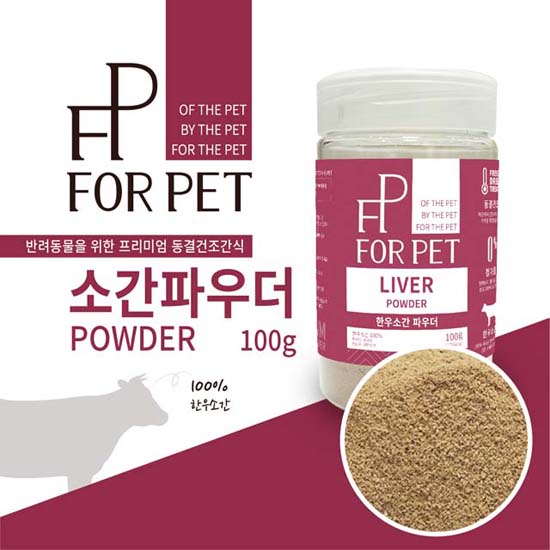 FP
OF THE PET
BY THE PET
FOR THE PET
FOR PET
반려동물을 위한 프리미엄 동결건조간식
소간파우더
POWDER 100g
100%
한우소간
FP
OF THE PET
BY THE PET
FOR THE PET
FOR PET
LIVER
POWDER
한우소간 파우더
100g
0%